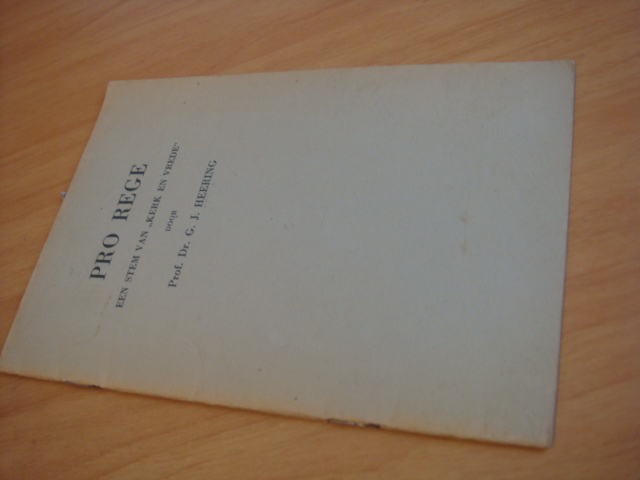 PRO REGE
EEN STEM VAN „KERK EN VREDE”
DOOR
Prof. Dr. G. J. HEERING